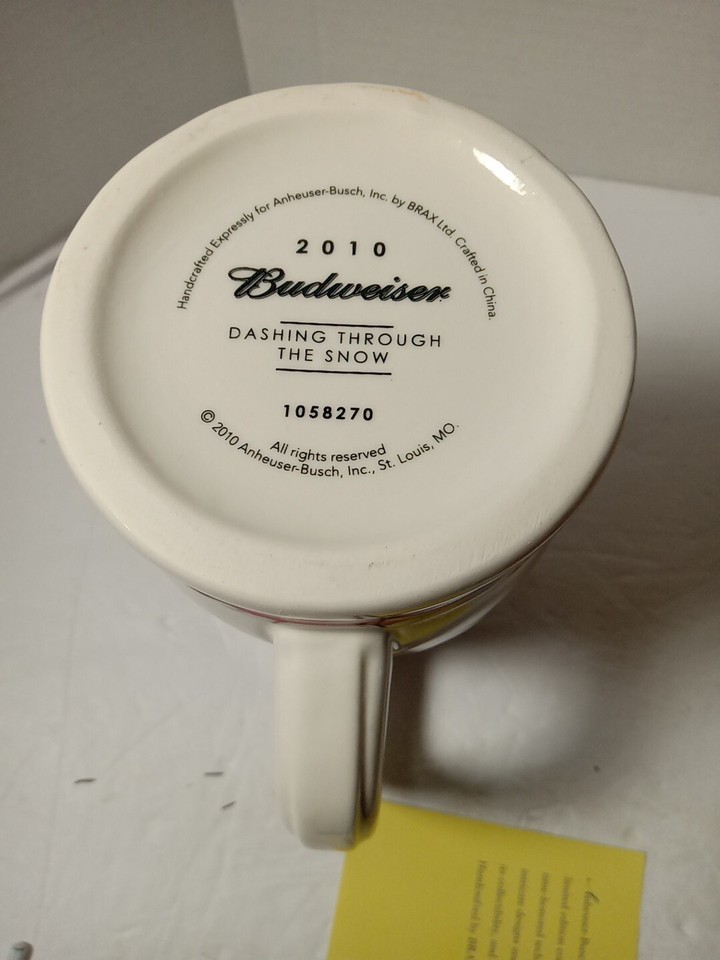 Handcrafted Expressly for Anheuser-Busch, Inc. by BRAX Ltd. Crafted in China.
2010
Budweiser
DASHING THROUGH
THE SNOW
1058270
All rights reserved
© 2010 Anheuser-Busch, Inc., St. Louis, MO.